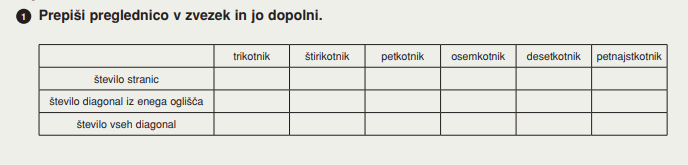 1 Prepiši preglednico v zvezek in jo dopolni.
trikotnik štirikotnik petkotnik osemkotnik desetkotnik petnajstkotnik
število stranic
število diagonal iz enega oglišča
število vseh diagonal